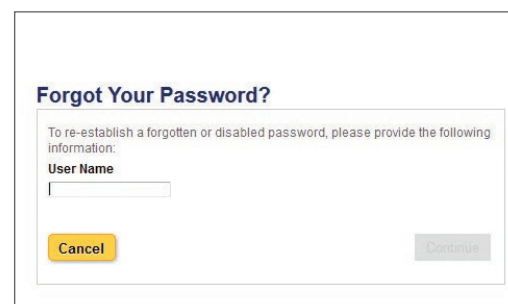 Forgot Your Password?
To re-establish a forgotten or disabled password, please provide the following
information:
User Name
Cancel
Continue